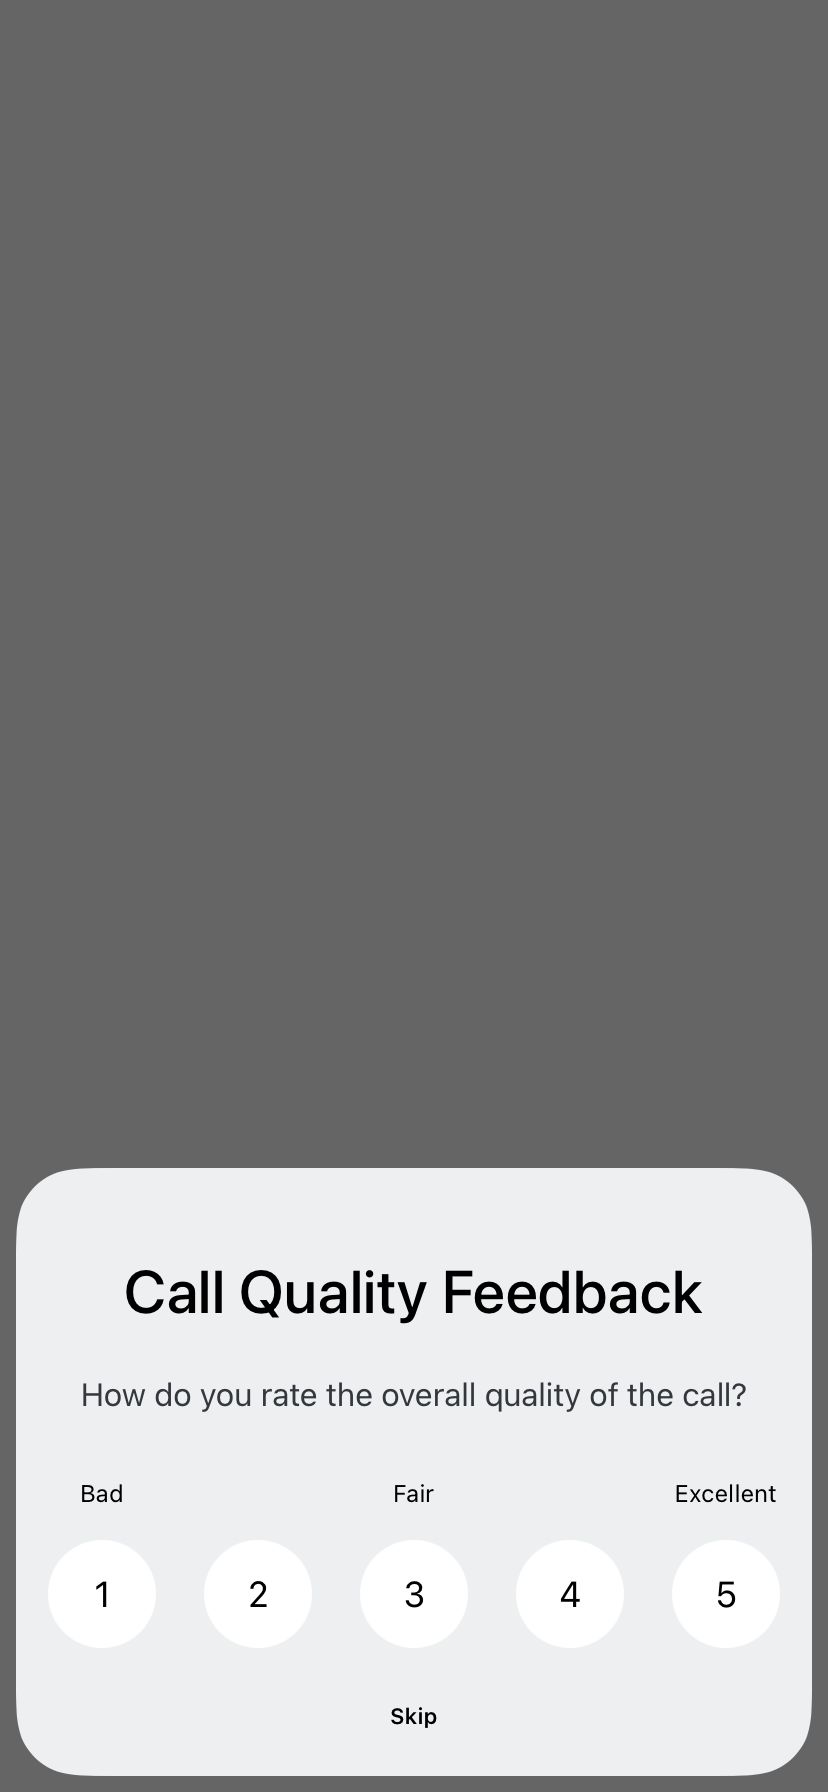 Call Quality Feedback
How do you rate the overall quality of the call?
Bad Fair Excellent
1 2 3 4 5
Skip